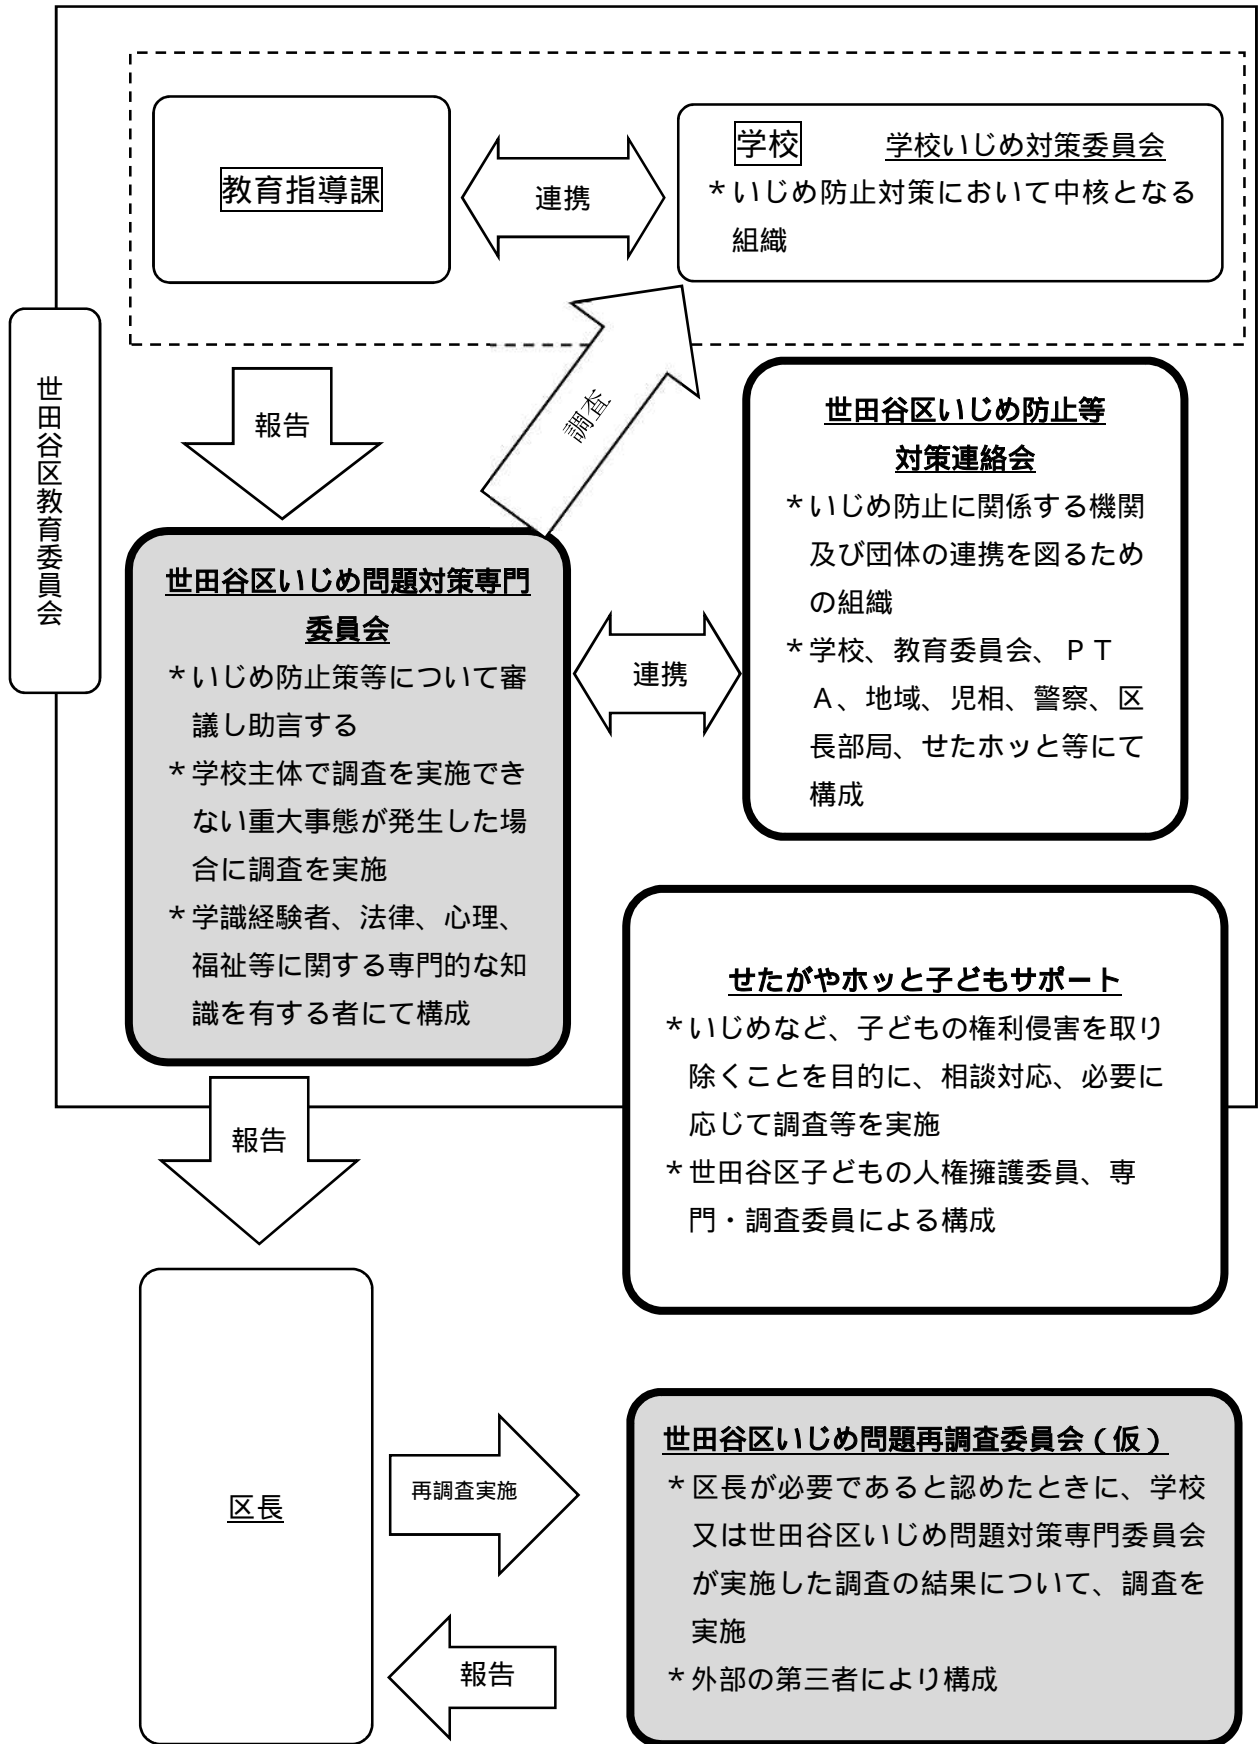 教育指導課
連携
学校 学校いじめ対策委員会
*いじめ防止対策において中核となる
組織
世田谷区教育委員会
報告
調査
世田谷区いじめ防止等
対策連絡会
*いじめ防止に関係する機関
及び団体の連携を図るため
の組織
*学校、教育委員会、ＰＴ
Ａ、地域、児相、警察、区
長部局、せたホッと等にて
構成
世田谷区いじめ問題対策専門
委員会
*いじめ防止策等について審
議し助言する
*学校主体で調査を実施でき
ない重大事態が発生した場
合に調査を実施
*学識経験者、法律、心理、
福祉等に関する専門的な知
識を有する者にて構成
連携
せたがやホッと子どもサポート
*いじめなど、子どもの権利侵害を取り
除くことを目的に、相談対応、必要に
応じて調査等を実施
*世田谷区子どもの人権擁護委員、専
門・調査委員による構成
報告
区長
再調査実施
報告
世田谷区いじめ問題再調査委員会（仮）
*区長が必要であると認めたときに、学校
又は世田谷区いじめ問題対策専門委員会
が実施した調査の結果について、調査を
実施
*外部の第三者により構成